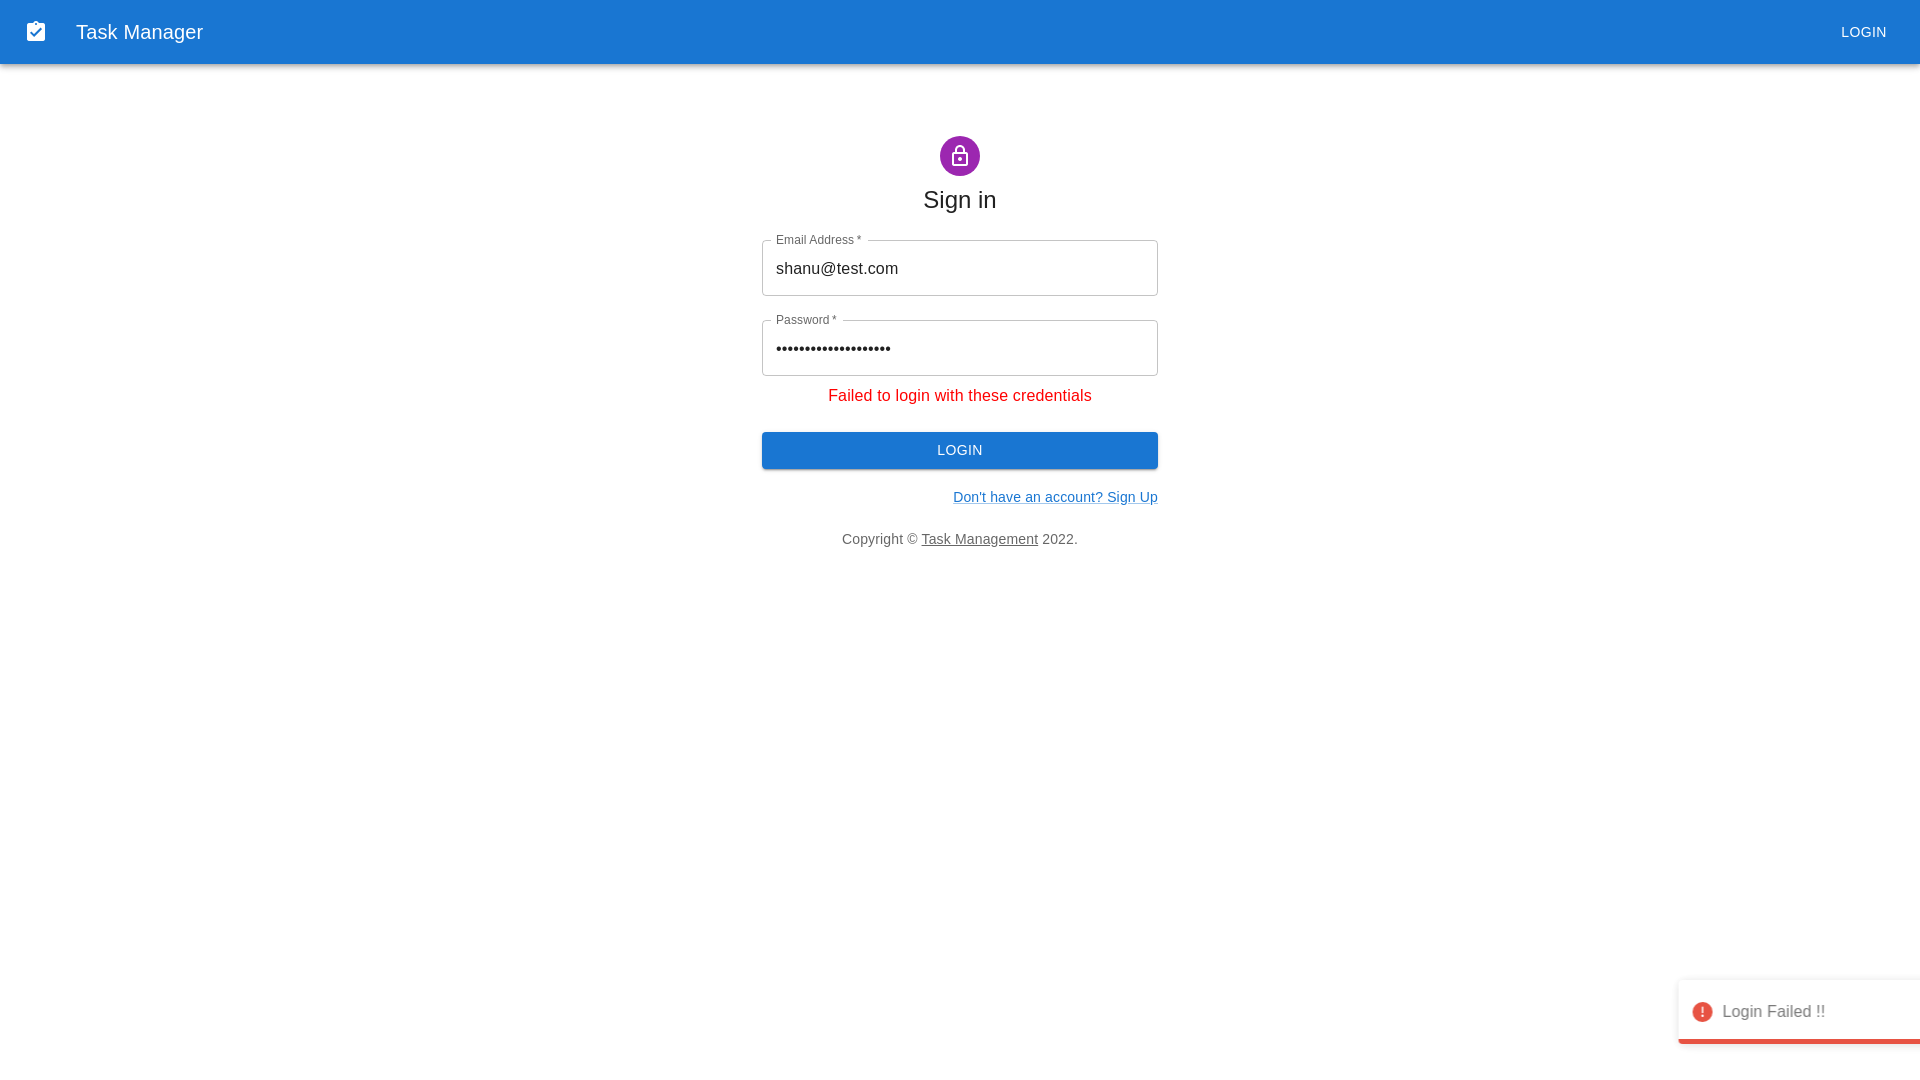 Task Manager
LOGIN
Sign in
Email Address *
shanu@test.com
Password *
••••••••••••••••••••
Failed to login with these credentials
LOGIN
Don't have an account? Sign Up
Copyright © Task Management 2022.
Login Failed !!